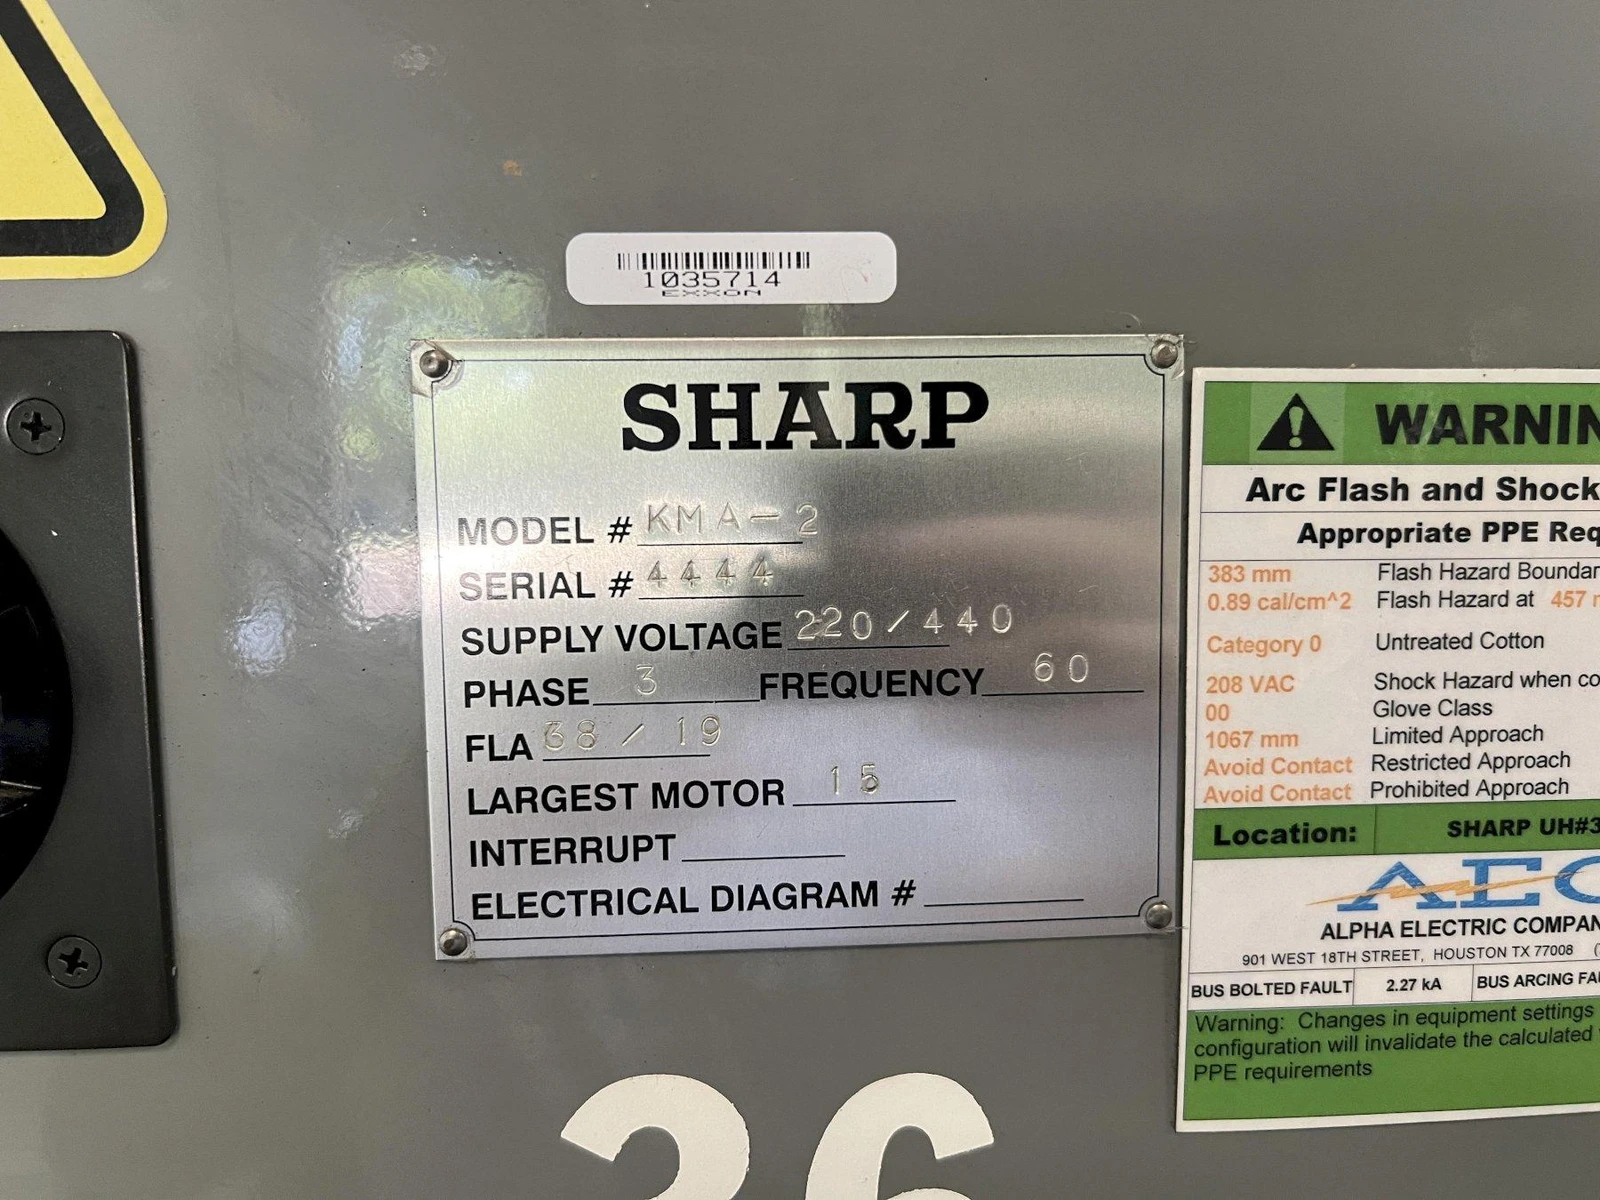 1035714
EXXON
SHARP
MODEL # KMA-2
SERIAL # 4444
SUPPLY VOLTAGE 220/440
PHASE 3 FREQUENCY 60
FLA 38 / 19
LARGEST MOTOR 15
INTERRUPT
ELECTRICAL DIAGRAM #
WARNIN
Arc Flash and Shock
Appropriate PPE Req
383 mm Flash Hazard Boundar
0.89 cal/cm^2 Flash Hazard at 457
Category 0 Untreated Cotton
208 VAC Shock Hazard when co
00 Glove Class
1067 mm Limited Approach
Avoid Contact Restricted Approach
Avoid Contact Prohibited Approach
Location: SHARP UH#3
AEC
ALPHA ELECTRIC COMPAN
901 WEST 18TH STREET, HOUSTON TX 77008 (
BUS BOLTED FAULT 2.27 kA BUS ARCING FAU
Warning: Changes in equipment settings
configuration will invalidate the calculated
PPE requirements
36